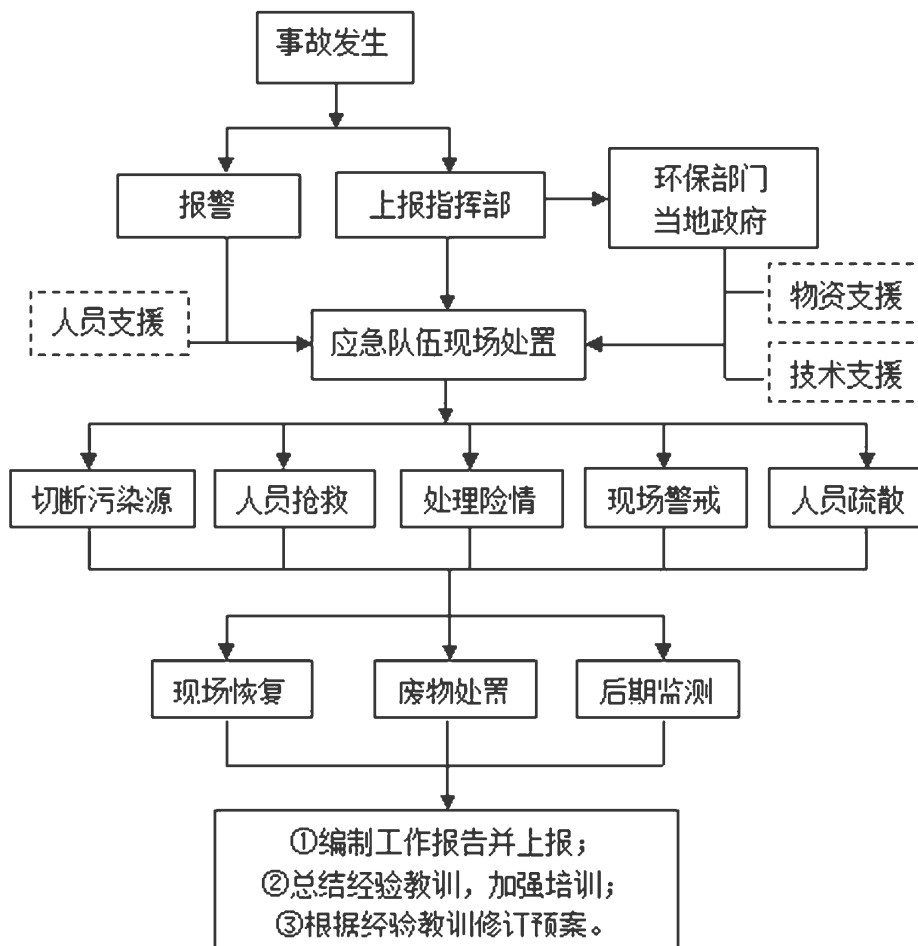 事故发生
报警
上报指挥部
环保部门
当地政府
人员支援
应急队伍现场处置
物资支援
技术支援
切断污染源
人员抢救
处理险情
现场警戒
人员疏散
现场恢复
废物处置
后期监测
①编制工作报告并上报；
②总结经验教训，加强培训；
③根据经验教训修订预案。